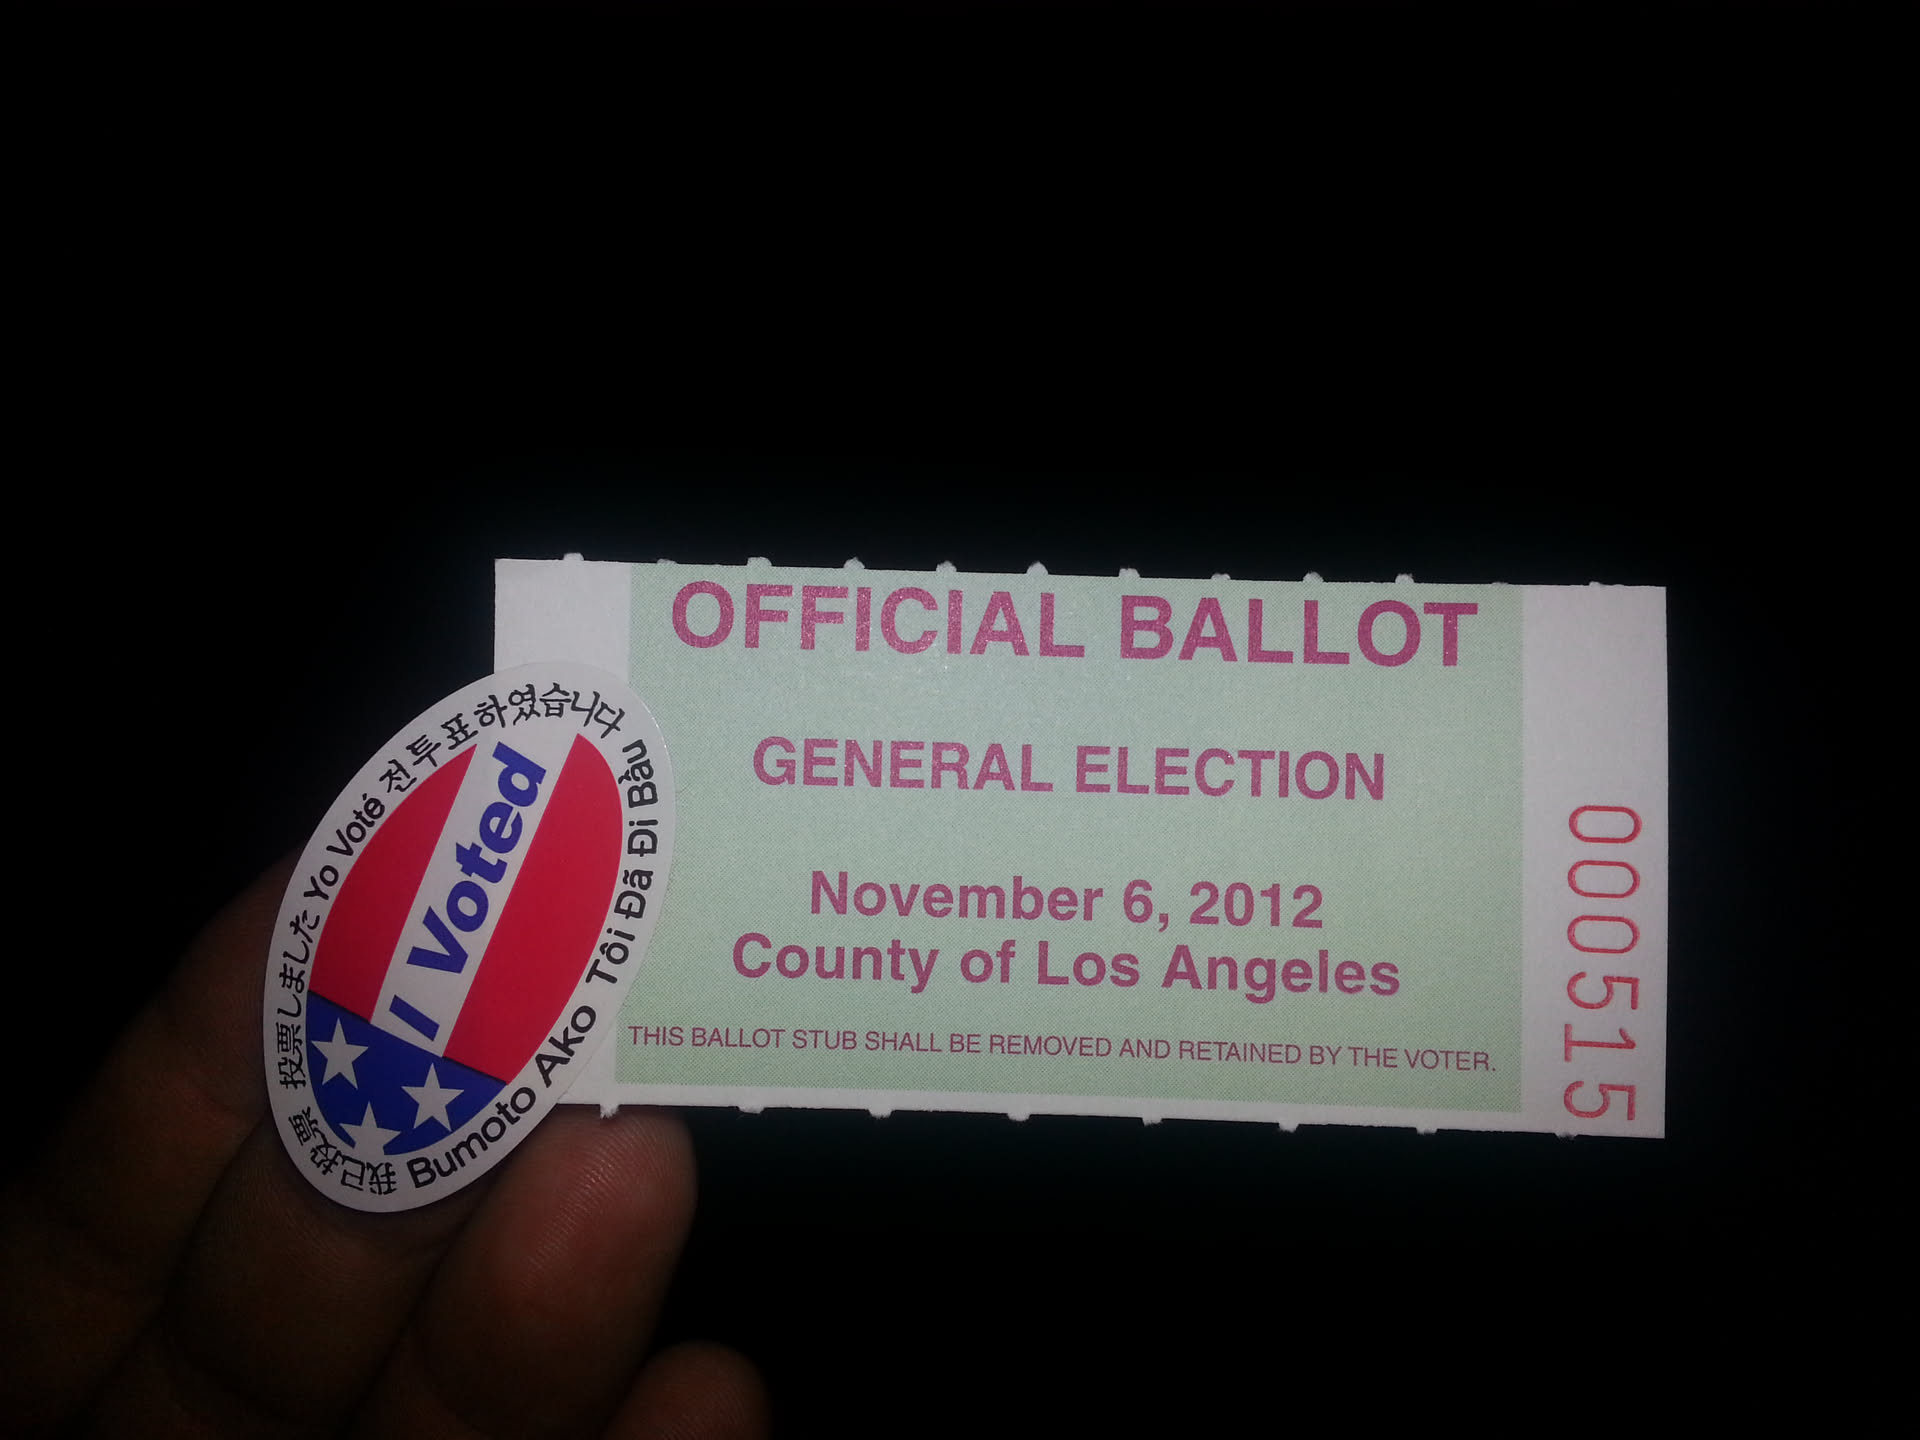 OFFICIAL BALLOT
GENERAL ELECTION
November 6, 2012
County of Los Angeles
THIS BALLOT STUB SHALL BE REMOVED AND RETAINED BY THE VOTER.
000515
I Voted
我已投票
投票しました
Yo Voté
전 투표하였습니다
Tôi Đã Đi Bầu
Bumoto Ako